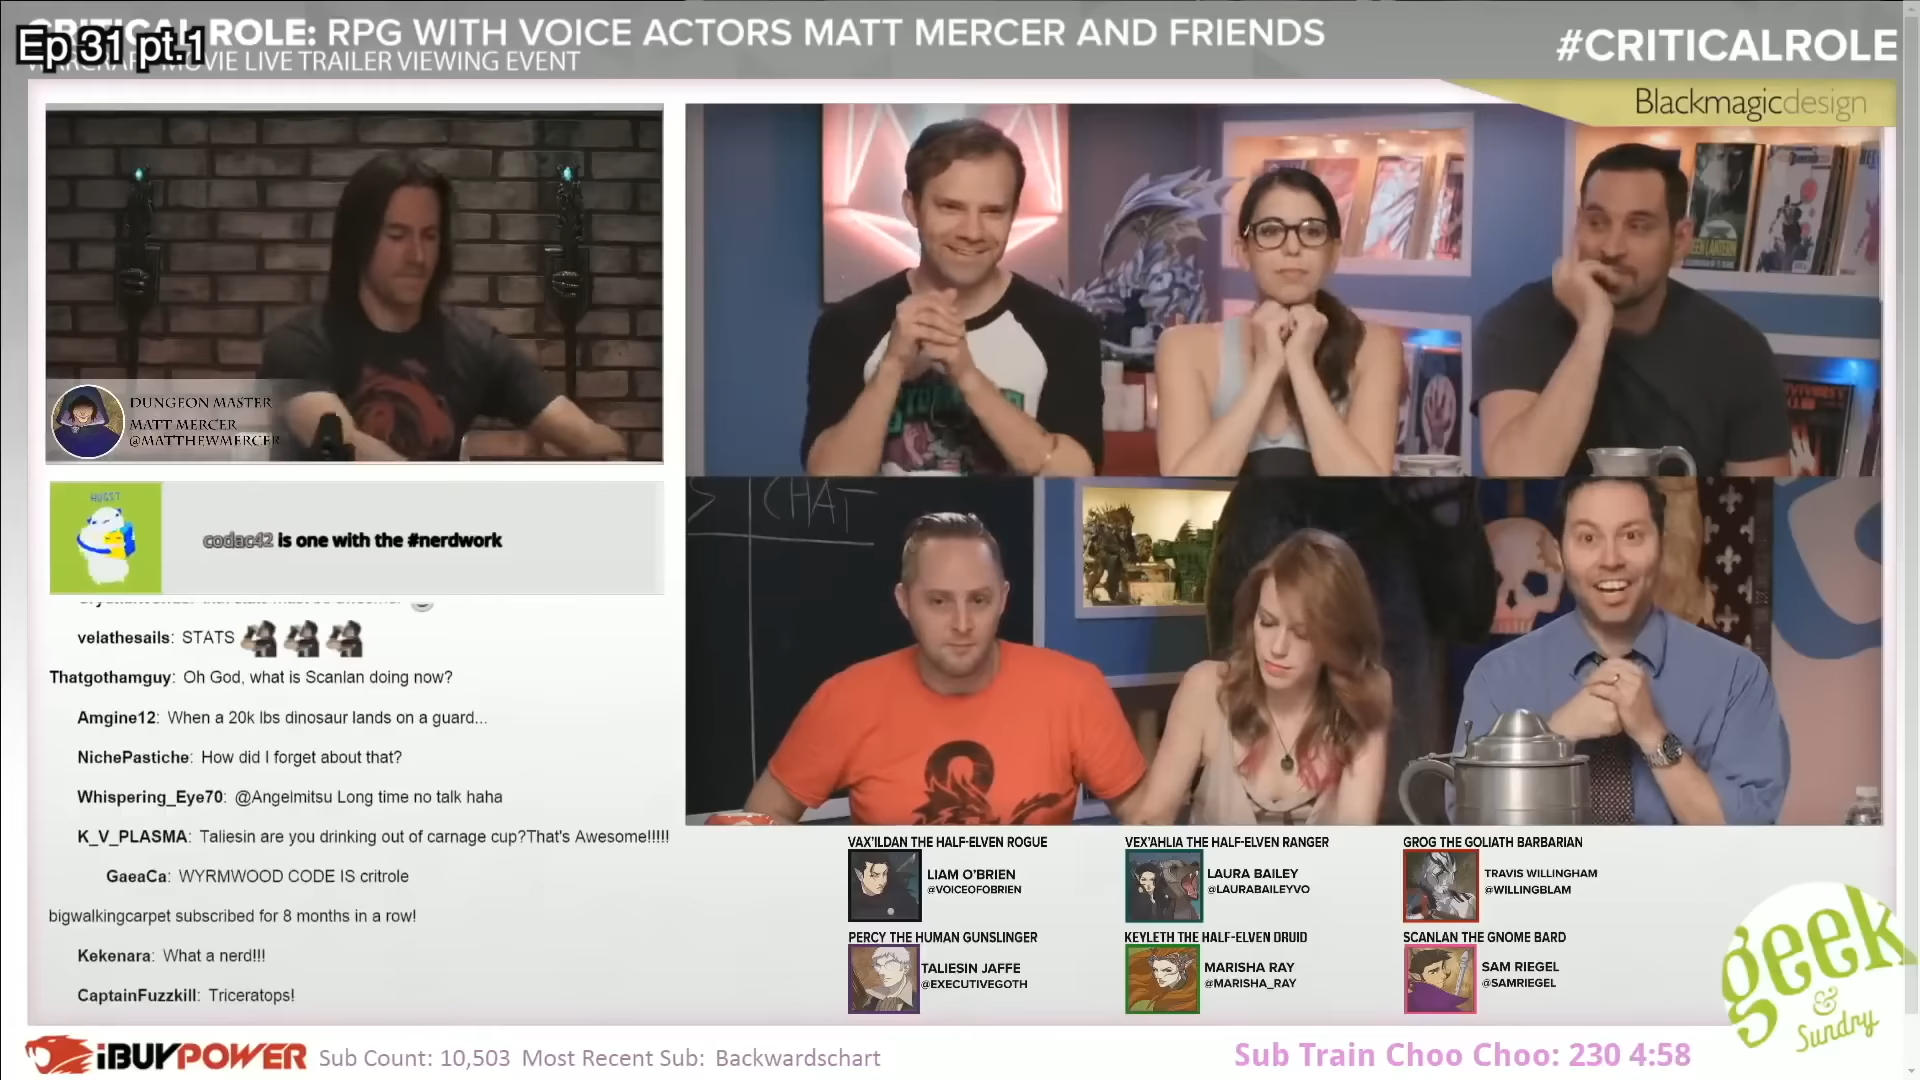 CRITICAL ROLE: RPG WITH VOICE ACTORS MATT MERCER AND FRIENDS
Ep 31 pt.1
WARCRAFT MOVIE LIVE TRAILER VIEWING EVENT
#CRITICALROLE
Blackmagicdesign
DUNGEON MASTER
MATT MERCER
@MATTHEWMERCER
CHAT
HUGS?
codac42 is one with the #nerdwork
velathesails: STATS
Thatgothamguy: Oh God, what is Scanlan doing now?
Amgine12: When a 20k lbs dinosaur lands on a guard...
NichePastiche: How did I forget about that?
Whispering_Eye70: @Angelmitsu Long time no talk haha
K_V_PLASMA: Taliesin are you drinking out of carnage cup?That's Awesome!!!!!
GaeaCa: WYRMWOOD CODE IS critrole
bigwalkingcarpet subscribed for 8 months in a row!
Kekenara: What a nerd!!!
CaptainFuzzkill: Triceratops!
VAX'ILDAN THE HALF-ELVEN ROGUE
LIAM O'BRIEN
@VOICEOFOBRIEN
VEX'AHLIA THE HALF-ELVEN RANGER
LAURA BAILEY
@LAURABAILEYVO
GROG THE GOLIATH BARBARIAN
TRAVIS WILLINGHAM
@WILLINGBLAM
PERCY THE HUMAN GUNSLINGER
TALIESIN JAFFE
@EXECUTIVEGOTH
KEYLETH THE HALF-ELVEN DRUID
MARISHA RAY
@MARISHA_RAY
SCANLAN THE GNOME BARD
SAM RIEGEL
@SAMRIEGEL
geek
&
Sundry
iBUYPOWER
Sub Count: 10,503 Most Recent Sub: Backwardschart
Sub Train Choo Choo: 230 4:58